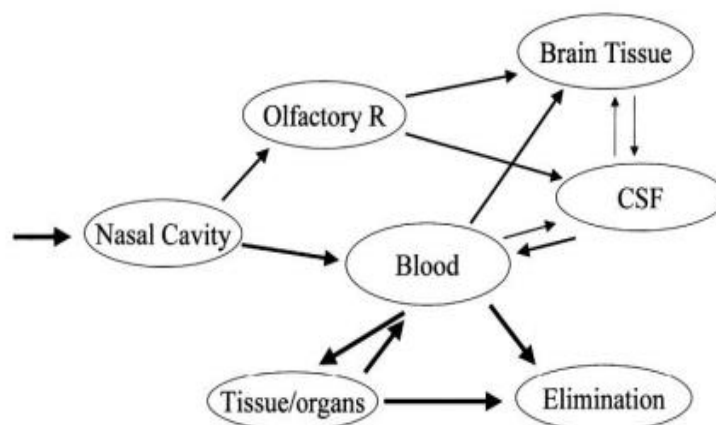 Brain Tissue
Olfactory R
CSF
Nasal Cavity
Blood
Tissue/organs
Elimination